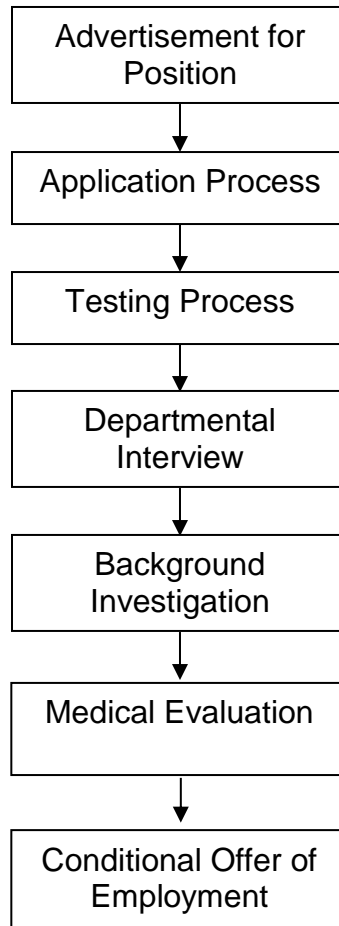 Advertisement for
Position
Application Process
Testing Process
Departmental
Interview
Background
Investigation
Medical Evaluation
Conditional Offer of
Employment